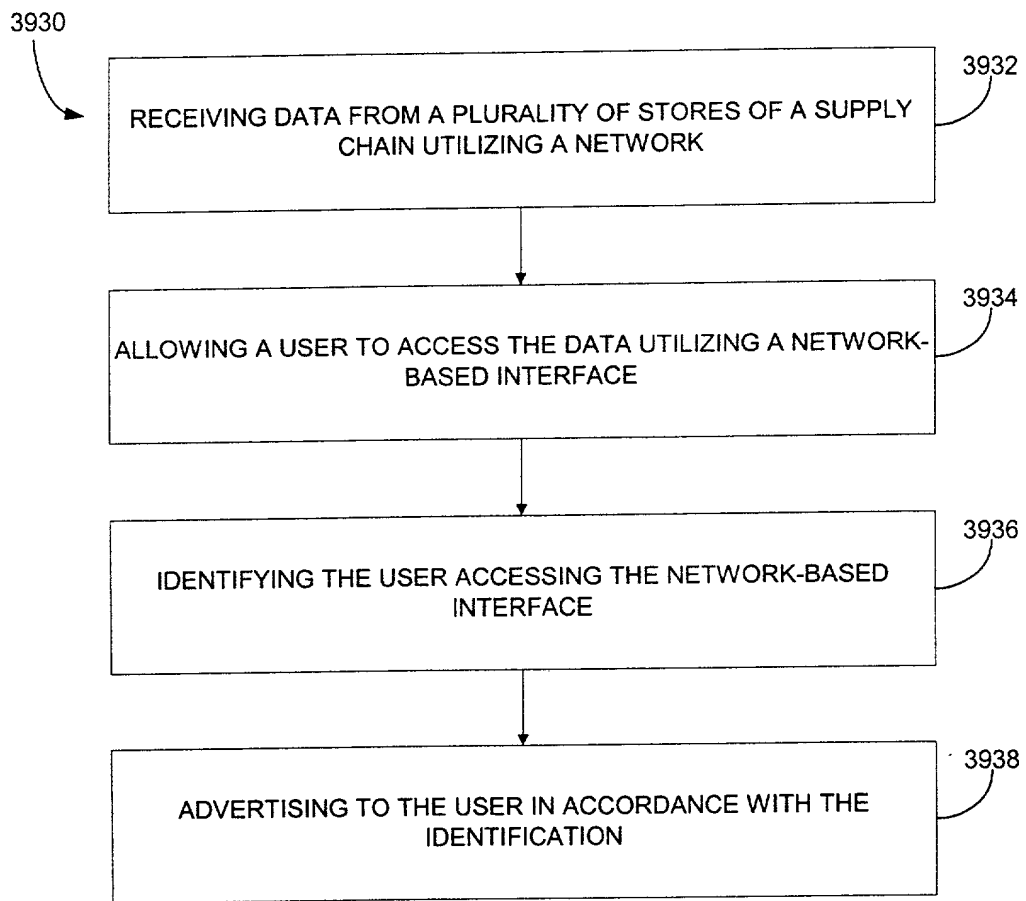 3930
3932
RECEIVING DATA FROM A PLURALITY OF STORES OF A SUPPLY
CHAIN UTILIZING A NETWORK
3934
ALLOWING A USER TO ACCESS THE DATA UTILIZING A NETWORK-
BASED INTERFACE
3936
IDENTIFYING THE USER ACCESSING THE NETWORK-BASED
INTERFACE
3938
ADVERTISING TO THE USER IN ACCORDANCE WITH THE
IDENTIFICATION